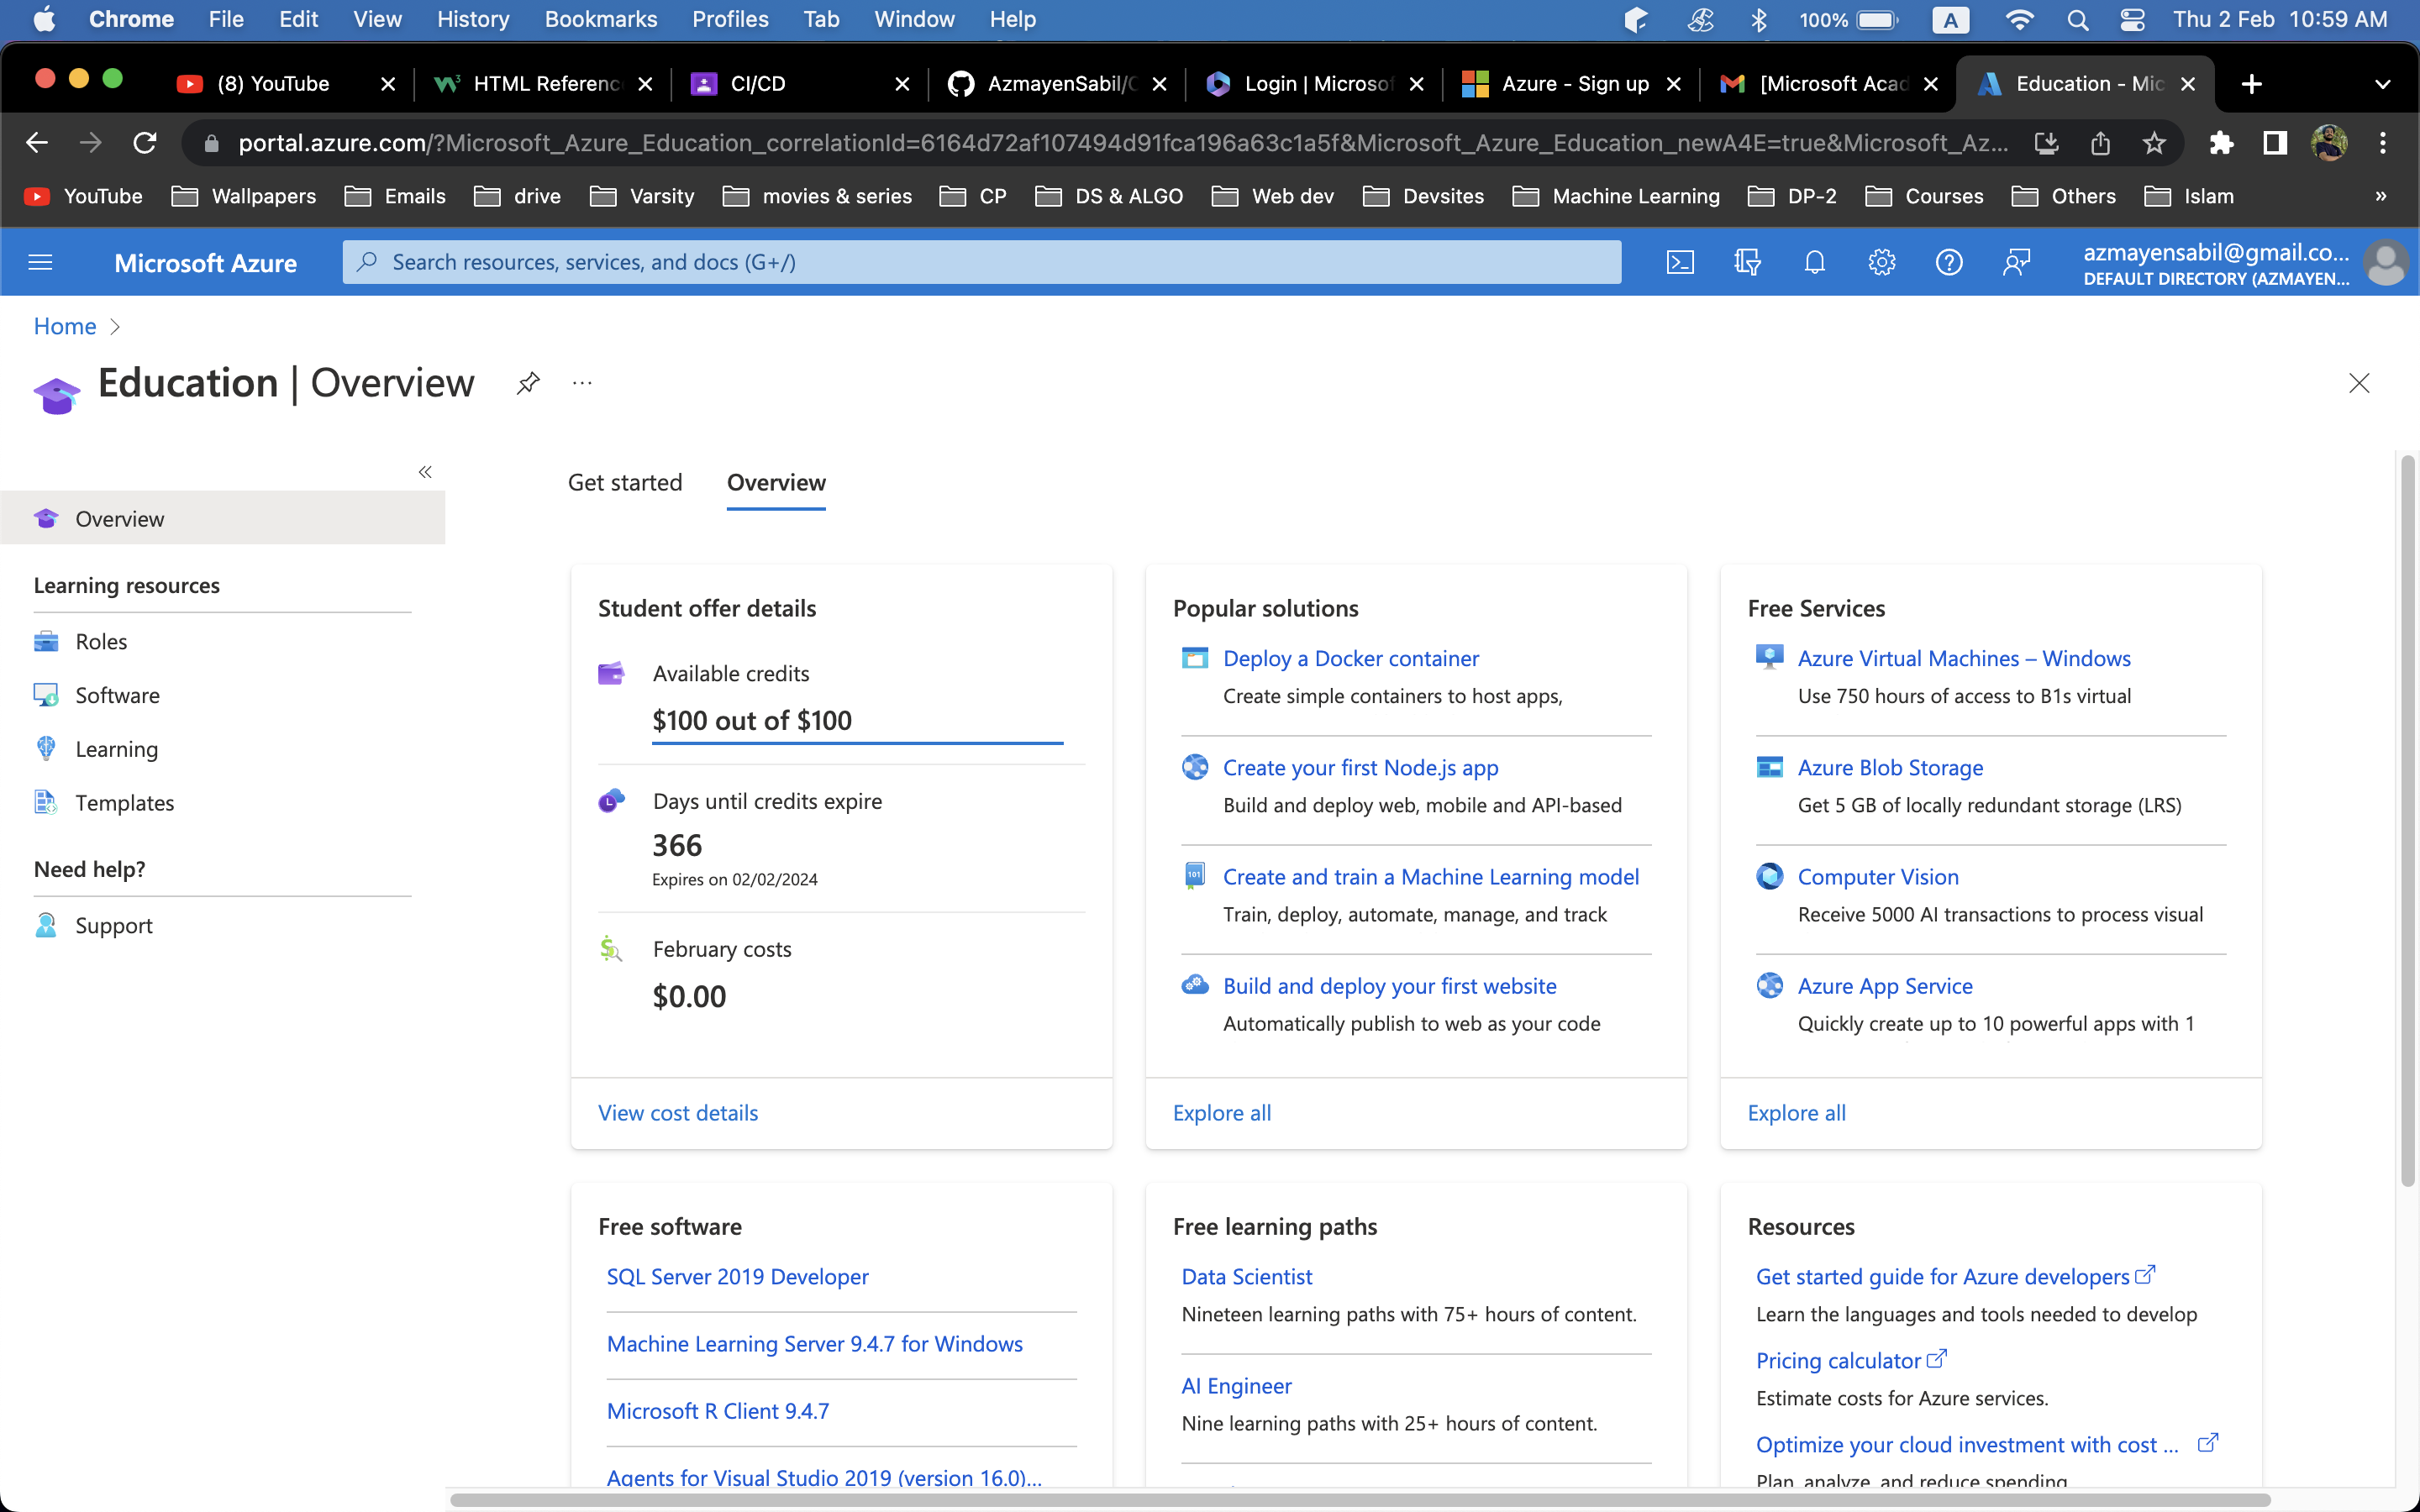 Chrome File Edit View History Bookmarks Profiles Tab Window Help 100% A Thu 2 Feb 10:59 AM
(8) YouTube HTML Referenc CI/CD AzmayenSabil/C Login | Microsof Azure - Sign up [Microsoft Acad Education - Mic
portal.azure.com/?Microsoft_Azure_Education_correlationId=6164d72af107494d91fca196a63c1a5f&Microsoft_Azure_Education_newA4E=true&Microsoft_Az...
YouTube Wallpapers Emails drive Varsity movies & series CP DS & ALGO Web dev Devsites Machine Learning DP-2 Courses Others Islam »
Microsoft Azure Search resources, services, and docs (G+/) azmayensabil@gmail.co...
DEFAULT DIRECTORY (AZMAYEN...
Home >
Education | Overview ...
«
Overview
Learning resources
Roles
Software
Learning
Templates
Need help?
Support
Get started Overview
Student offer details
Available credits
$100 out of $100
Days until credits expire
366
Expires on 02/02/2024
February costs
$0.00
View cost details
Popular solutions
Deploy a Docker container
Create simple containers to host apps,
Create your first Node.js app
Build and deploy web, mobile and API-based
101
Create and train a Machine Learning model
Train, deploy, automate, manage, and track
Build and deploy your first website
Automatically publish to web as your code
Explore all
Free Services
Azure Virtual Machines – Windows
Use 750 hours of access to B1s virtual
Azure Blob Storage
Get 5 GB of locally redundant storage (LRS)
Computer Vision
Receive 5000 AI transactions to process visual
Azure App Service
Quickly create up to 10 powerful apps with 1
Explore all
Free software
SQL Server 2019 Developer
Machine Learning Server 9.4.7 for Windows
Microsoft R Client 9.4.7
Agents for Visual Studio 2019 (version 16.0)...
Free learning paths
Data Scientist
Nineteen learning paths with 75+ hours of content.
AI Engineer
Nine learning paths with 25+ hours of content.
Resources
Get started guide for Azure developers
Learn the languages and tools needed to develop
Pricing calculator
Estimate costs for Azure services.
Optimize your cloud investment with cost ...
Plan, analyze, and reduce spending